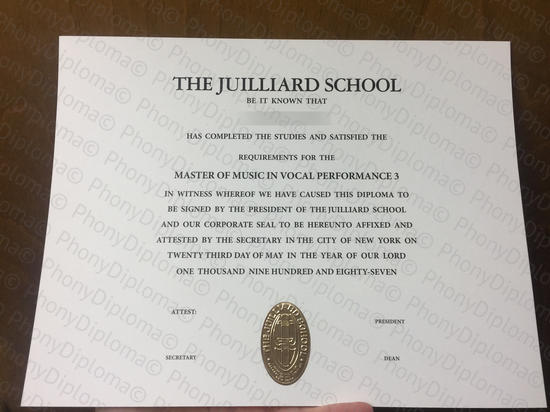 THE JUILLIARD SCHOOL
BE IT KNOWN THAT
HAS COMPLETED THE STUDIES AND SATISFIED THE
REQUIREMENTS FOR THE
MASTER OF MUSIC IN VOCAL PERFORMANCE 3
IN WITNESS WHEREOF WE HAVE CAUSED THIS DIPLOMA TO
BE SIGNED BY THE PRESIDENT OF THE JUILLIARD SCHOOL
AND OUR CORPORATE SEAL TO BE HEREUNTO AFFIXED AND
ATTESTED BY THE SECRETARY IN THE CITY OF NEW YORK ON
TWENTY THIRD DAY OF MAY IN THE YEAR OF OUR LORD
ONE THOUSAND NINE HUNDRED AND EIGHTY-SEVEN
ATTEST:
PRESIDENT
SECRETARY
DEAN
THE JUILLIARD SCHOOL
PhonyDiploma©